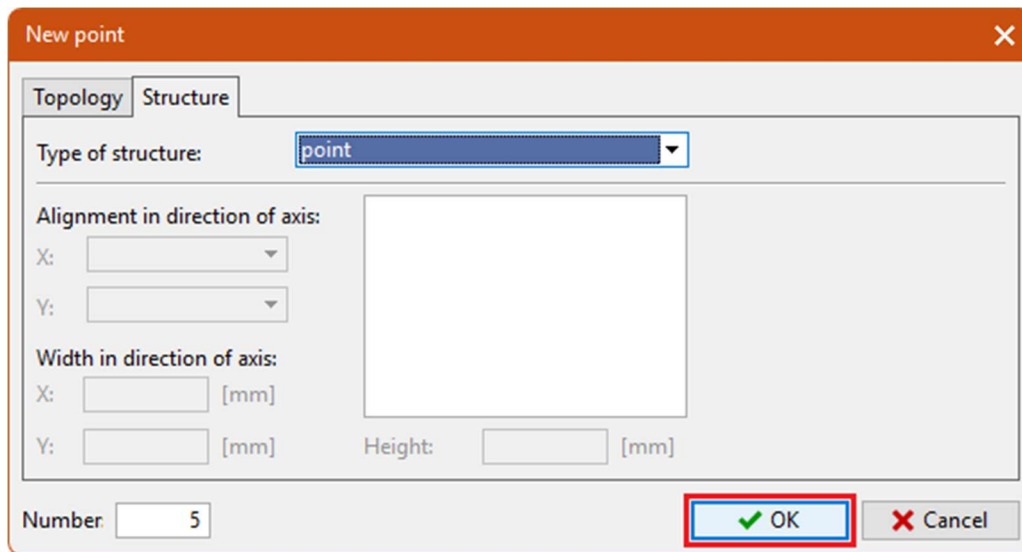 New point
Topology Structure
Type of structure: point
Alignment in direction of axis:
X:
Y:
Width in direction of axis:
X: [mm]
Y: [mm] Height: [mm]
Number: 5 OK Cancel